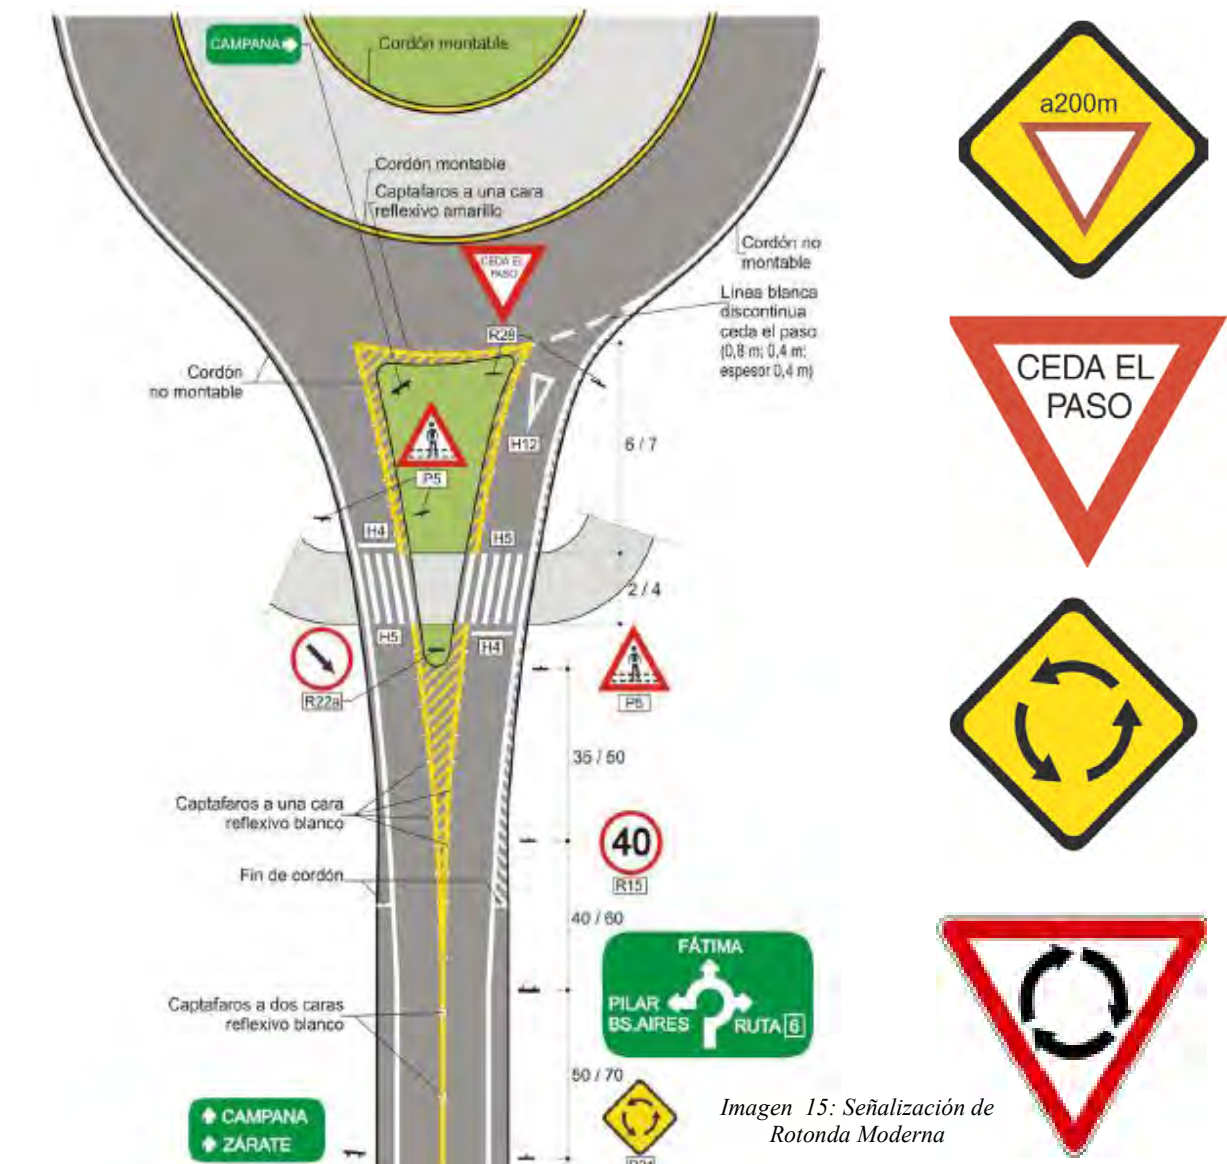 CAMPANA
Cordón montable
Cordón montable
Captafaros a una cara
reflexivo amarillo
CEDA EL
PASO
Cordón no
montable
Línea blanca
discontinua
ceda el paso
(0,8 m; 0,4 m;
espesor 0,4 m)
R28
Cordón
no montable
H12
6 / 7
P5
H4
H5
2 / 4
H5
H4
R22a
P5
35 / 50
Captafaros a una cara
reflexivo blanco
40
R15
Fin de cordón
40 / 60
FÁTIMA
PILAR
BS.AIRES
RUTA 6
Captafaros a dos caras
reflexivo blanco
50 / 70
CAMPANA
ZÁRATE
a200m
CEDA EL
PASO
Imagen 15: Señalización de
Rotonda Moderna